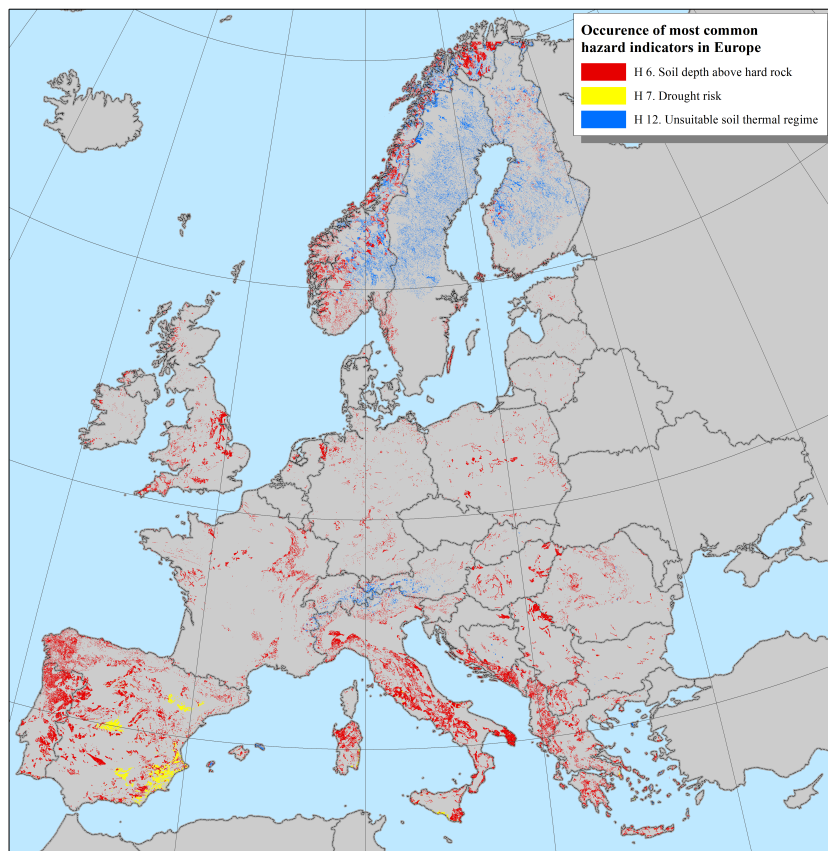 Occurence of most common
hazard indicators in Europe
H 6. Soil depth above hard rock
H 7. Drought risk
H 12. Unsuitable soil thermal regime